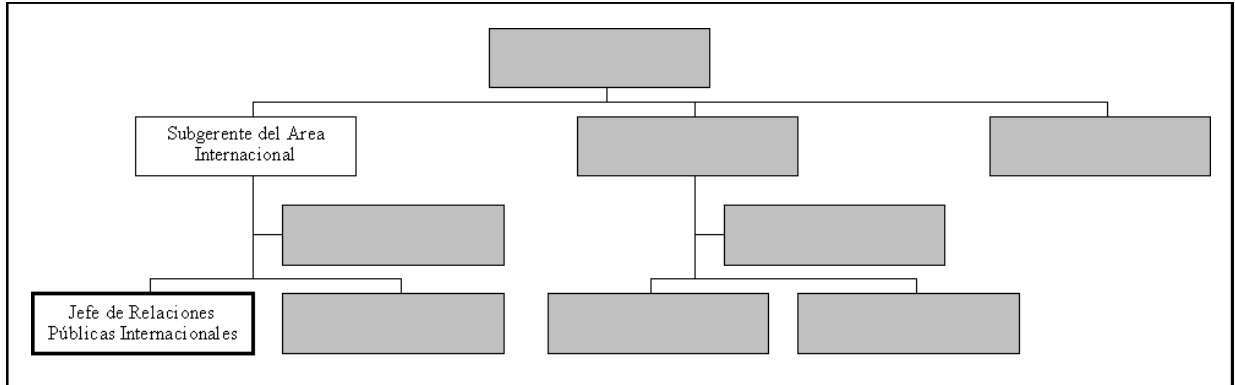 Subgerente del Area
Internacional
Jefe de Relaciones
Públicas Internacionales